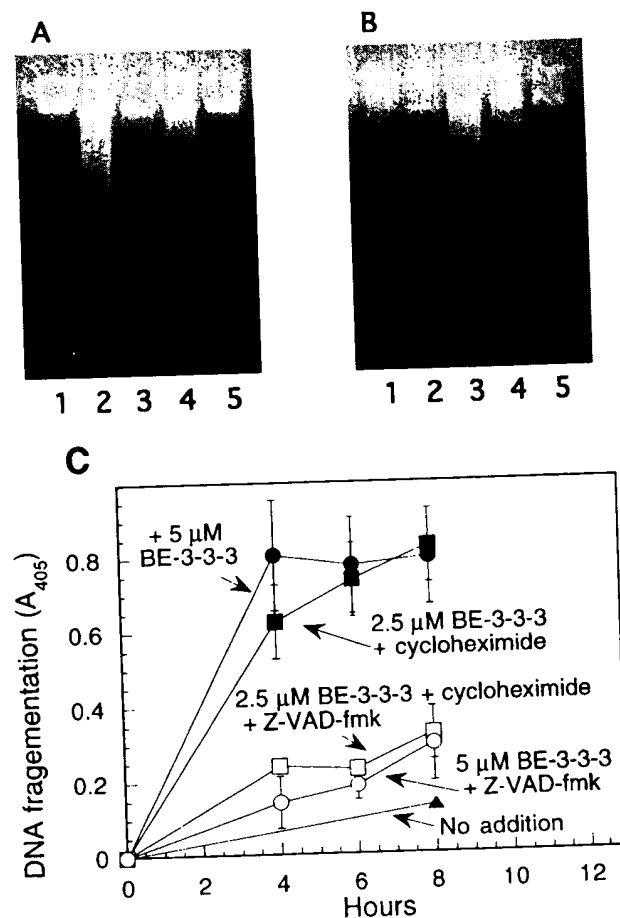 A
B
1 2 3 4 5
1 2 3 4 5
C
DNA fragementation (A405)
0.8
0.6
0.4
0.2
0
+ 5 μM
BE-3-3-3
2.5 μM BE-3-3-3
+ cycloheximide
2.5 μM BE-3-3-3 + cycloheximide
+ Z-VAD-fmk
5 μM BE-3-3-3
+ Z-VAD-fmk
No addition
0 2 4 6 8 10 12
Hours